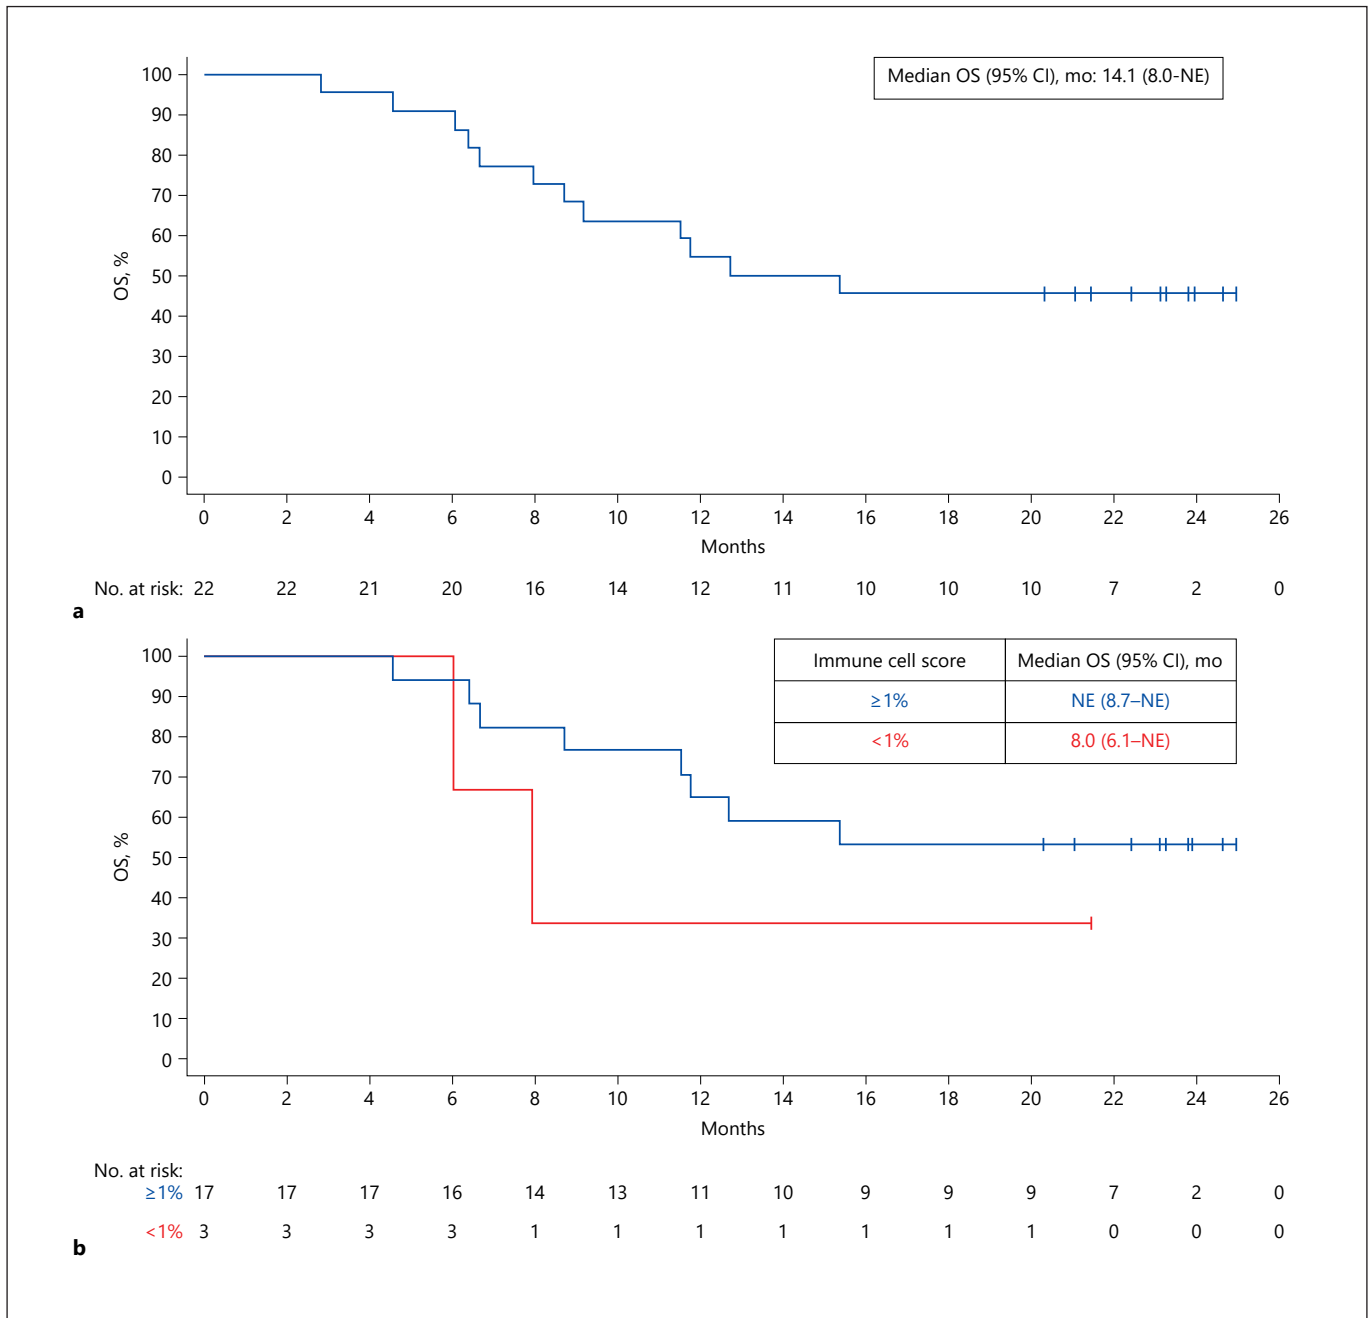 Median OS (95% CI), mo: 14.1 (8.0-NE)
100
90
80
70
60
50
40
30
20
10
0
OS, %
0 2 4 6 8 10 12 14 16 18 20 22 24 26
Months
No. at risk: 22 22 21 20 16 14 12 11 10 10 10 7 2 0
a
Immune cell score Median OS (95% CI), mo
≥1% NE (8.7–NE)
<1% 8.0 (6.1–NE)
100
90
80
70
60
50
40
30
20
10
0
OS, %
0 2 4 6 8 10 12 14 16 18 20 22 24 26
Months
No. at risk:
≥1% 17 17 17 16 14 13 11 10 9 9 9 7 2 0
<1% 3 3 3 3 1 1 1 1 1 1 1 0 0 0
b